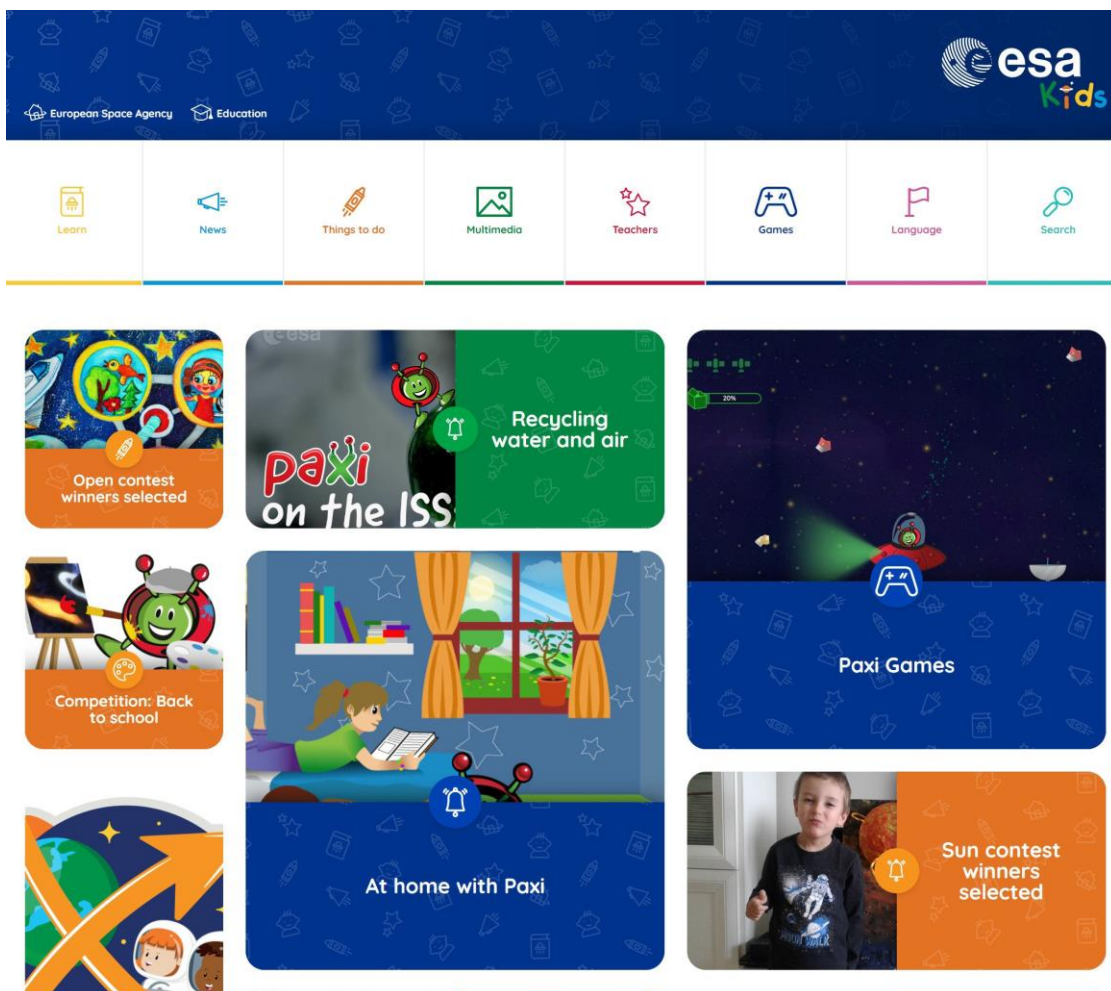 European Space Agency
Education
esa
Kids
Learn
News
Things to do
Multimedia
Teachers
Games
Language
Search
Open contest
winners selected
esa
paxi
on the ISS
Recycling
water and air
20%
Paxi Games
Competition: Back
to school
At home with Paxi
MOON WALK
Sun contest
winners
selected